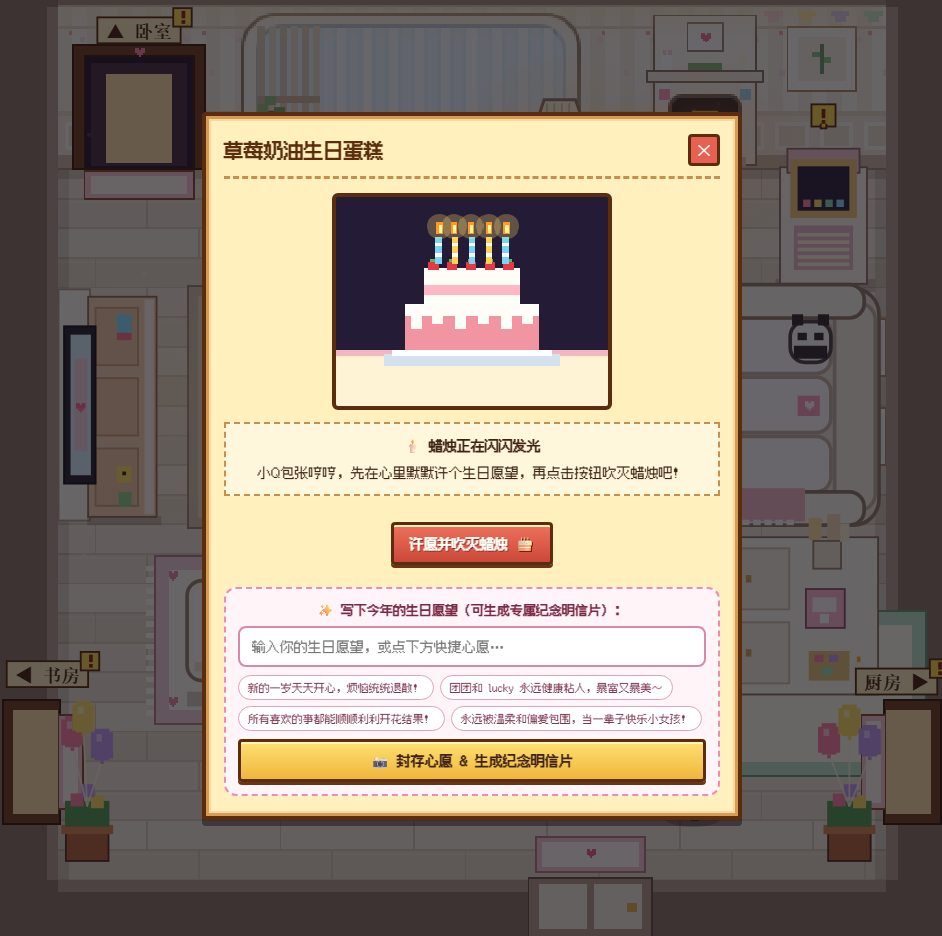 ▲ 卧室
!
!
草莓奶油生日蛋糕
蜡烛正在闪闪发光
小Q包张哼哼，先在心里默默许个生日愿望，再点击按钮吹灭蜡烛吧！
许愿并吹灭蜡烛
写下今年的生日愿望（可生成专属纪念明信片）：
输入你的生日愿望，或点下方快捷心愿…
新的一岁天天开心，烦恼统统退散！
团团和 lucky 永远健康粘人，暴富又暴美～
所有喜欢的事都能顺顺利利开花结果！
永远被温柔和偏爱包围，当一辈子快乐小女孩！
封存心愿 & 生成纪念明信片
◀ 书房
!
厨房 ▶
!